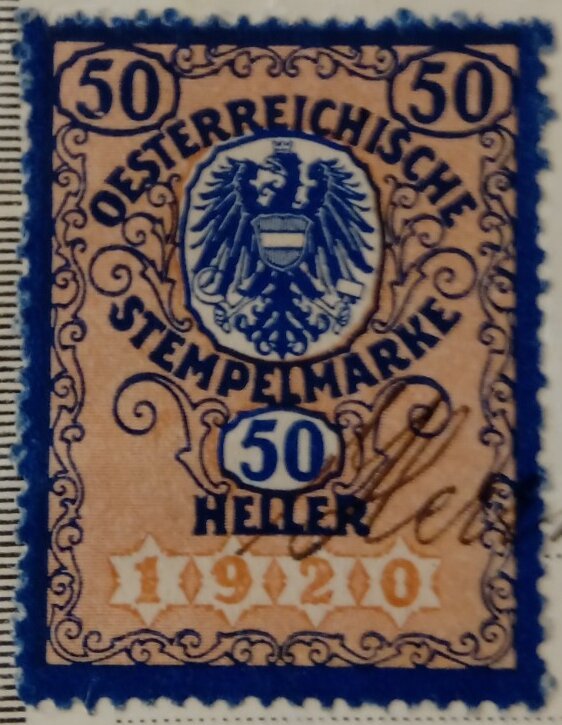 50 50
OESTERREICHISCHE
STEMPELMARKE
50
HELLER
1920